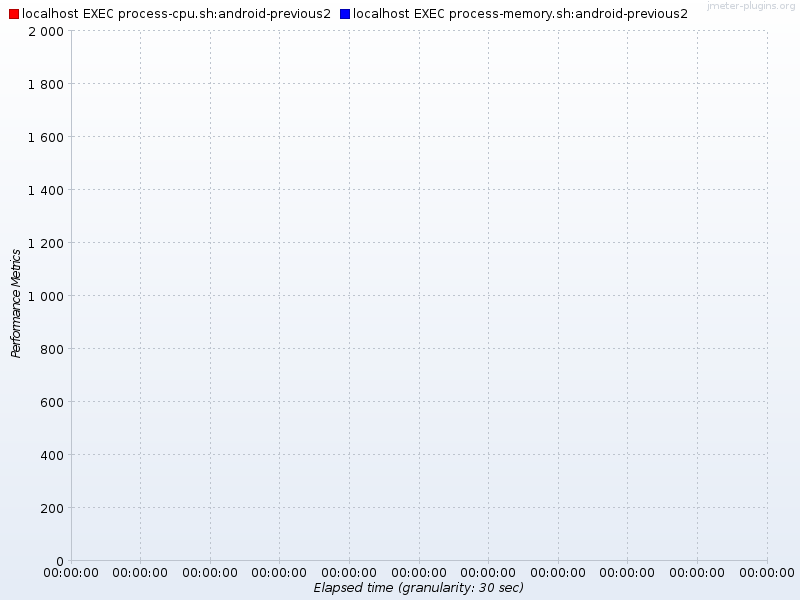 jmeter-plugins.org
localhost EXEC process-cpu.sh:android-previous2 localhost EXEC process-memory.sh:android-previous2
2 000
1 800
1 600
1 400
1 200
1 000
800
600
400
200
0
Performance Metrics
00:00:00 00:00:00 00:00:00 00:00:00 00:00:00 00:00:00 00:00:00 00:00:00 00:00:00 00:00:00 00:00:00
Elapsed time (granularity: 30 sec)